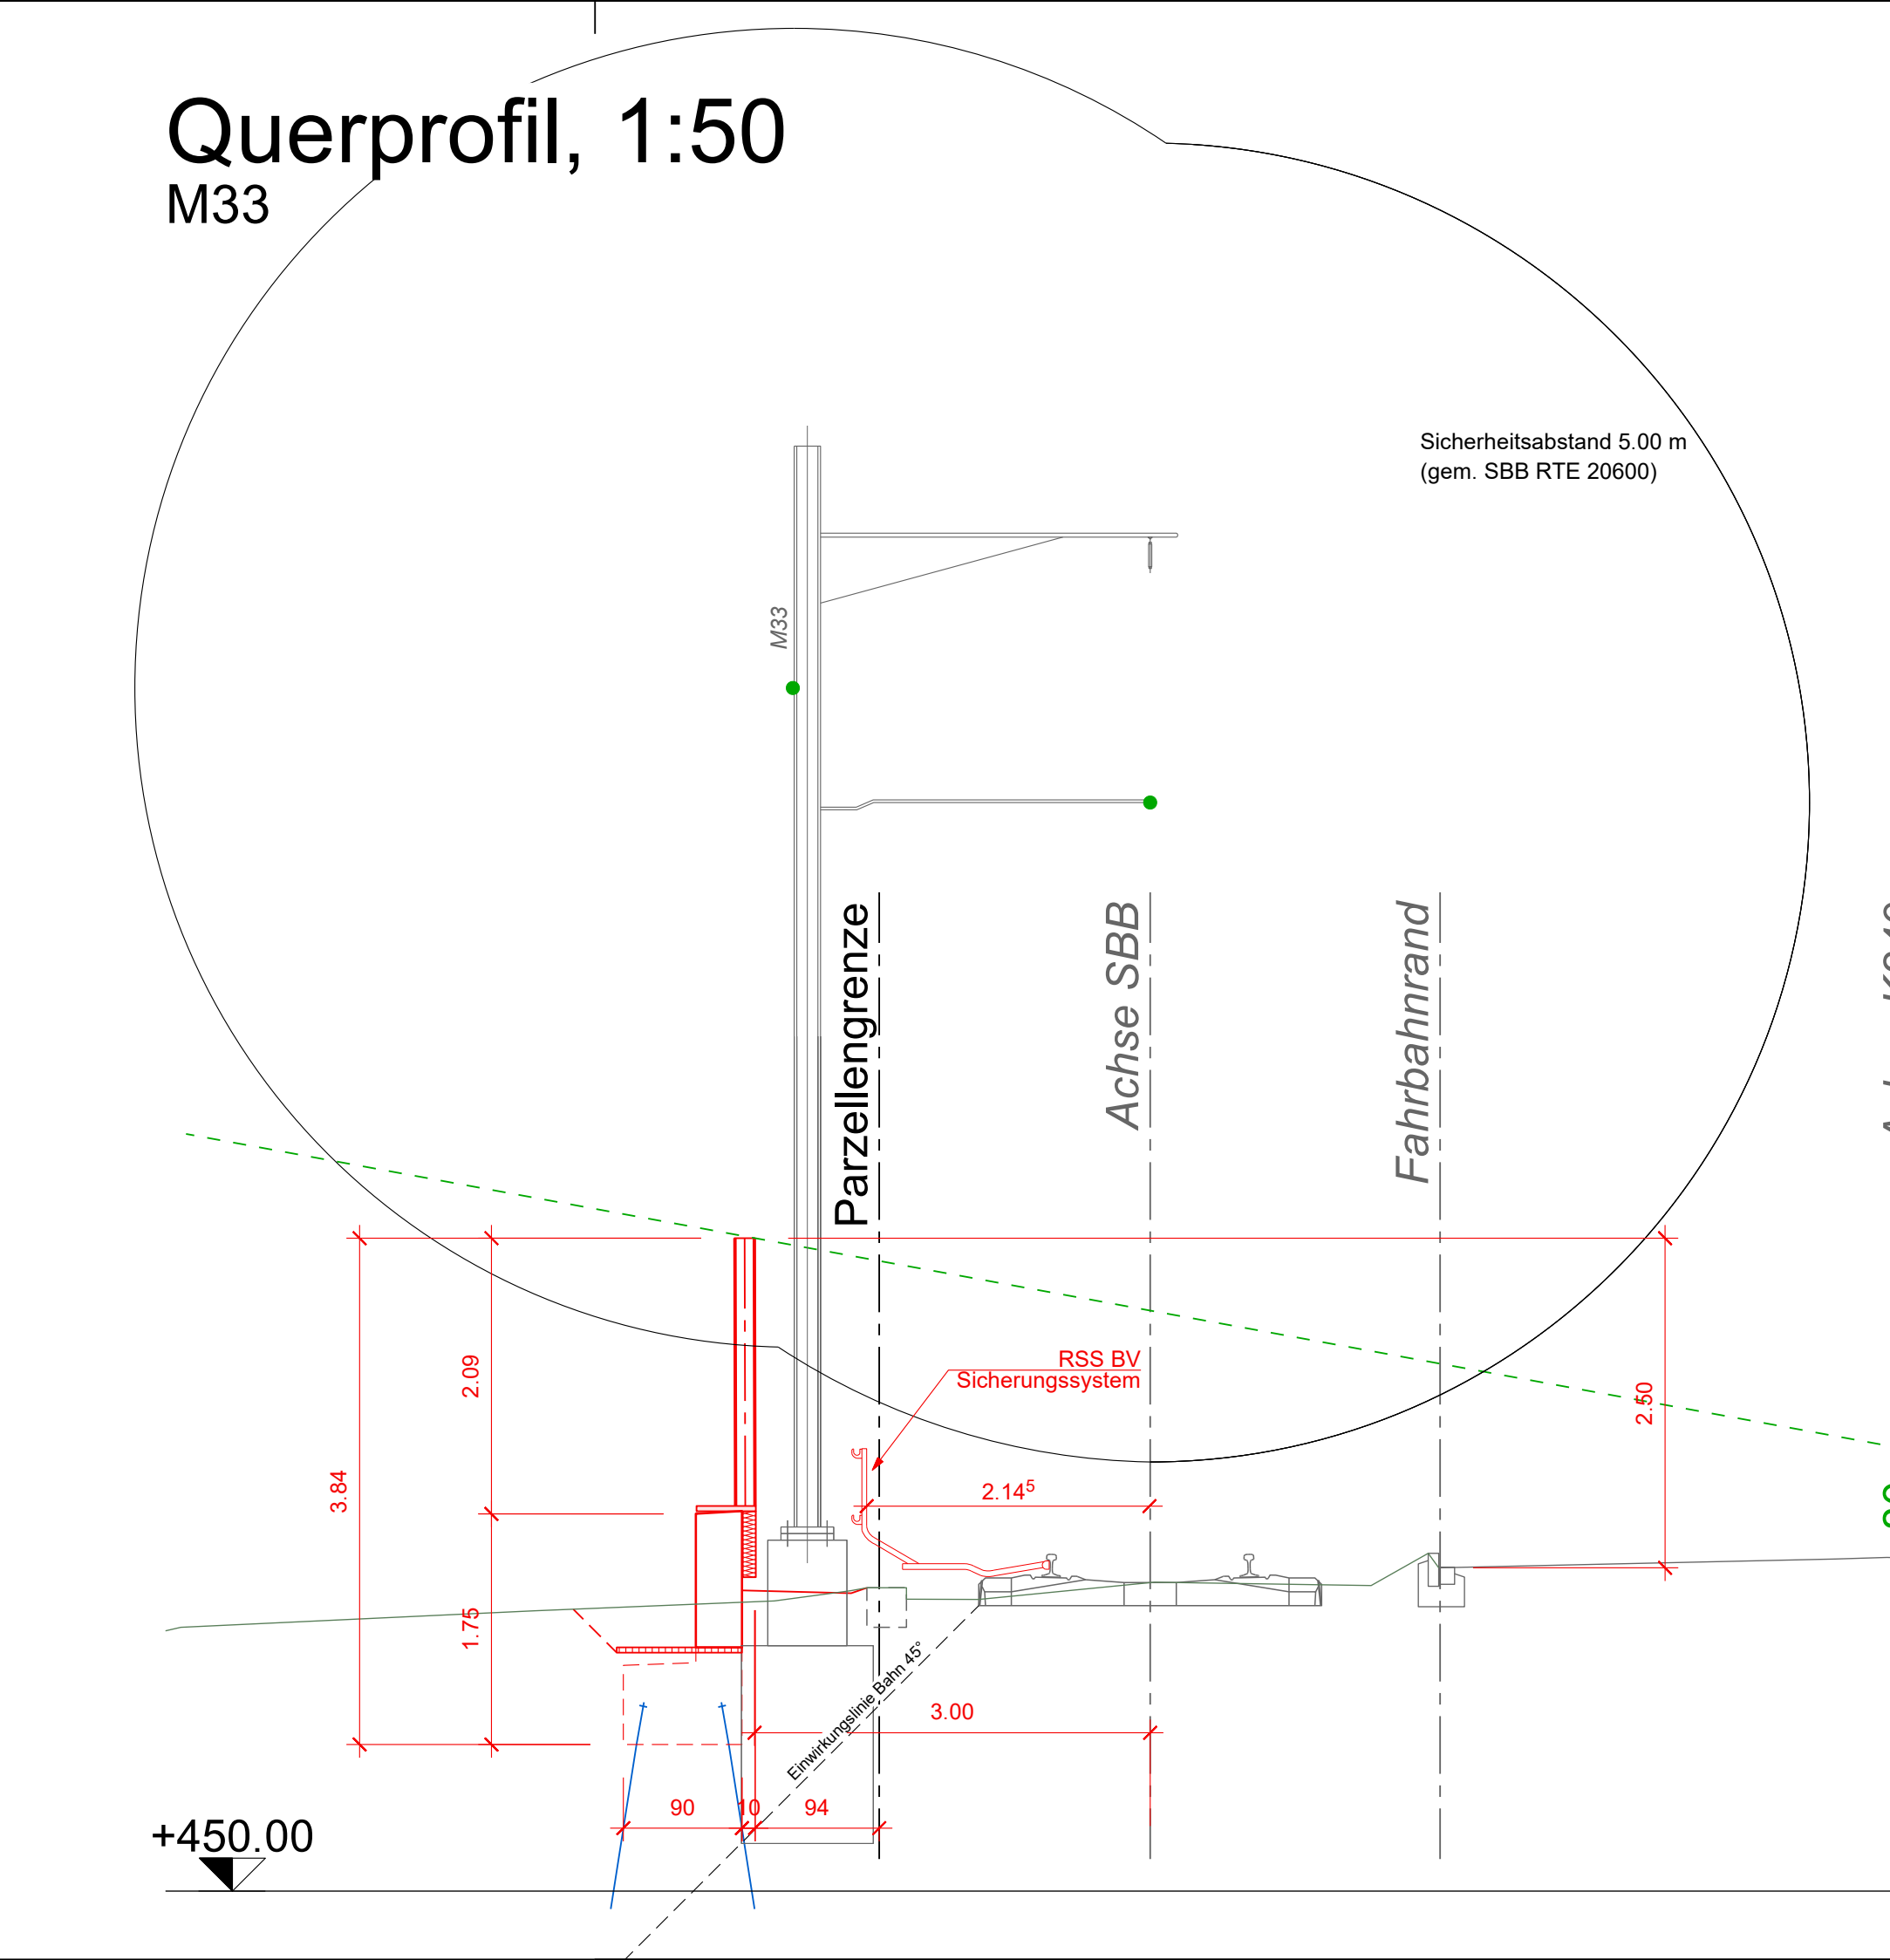 Querprofil, 1:50
M33
Sicherheitsabstand 5.00 m
(gem. SBB RTE 20600)
M33
Parzellengrenze
Achse SBB
Fahrbahnrand
RSS BV
Sicherungssystem
2.09
3.84
2.50
2.14⁵
1.75
Einwirkungslinie Bahn 45°
3.00
90
10
94
+450.00